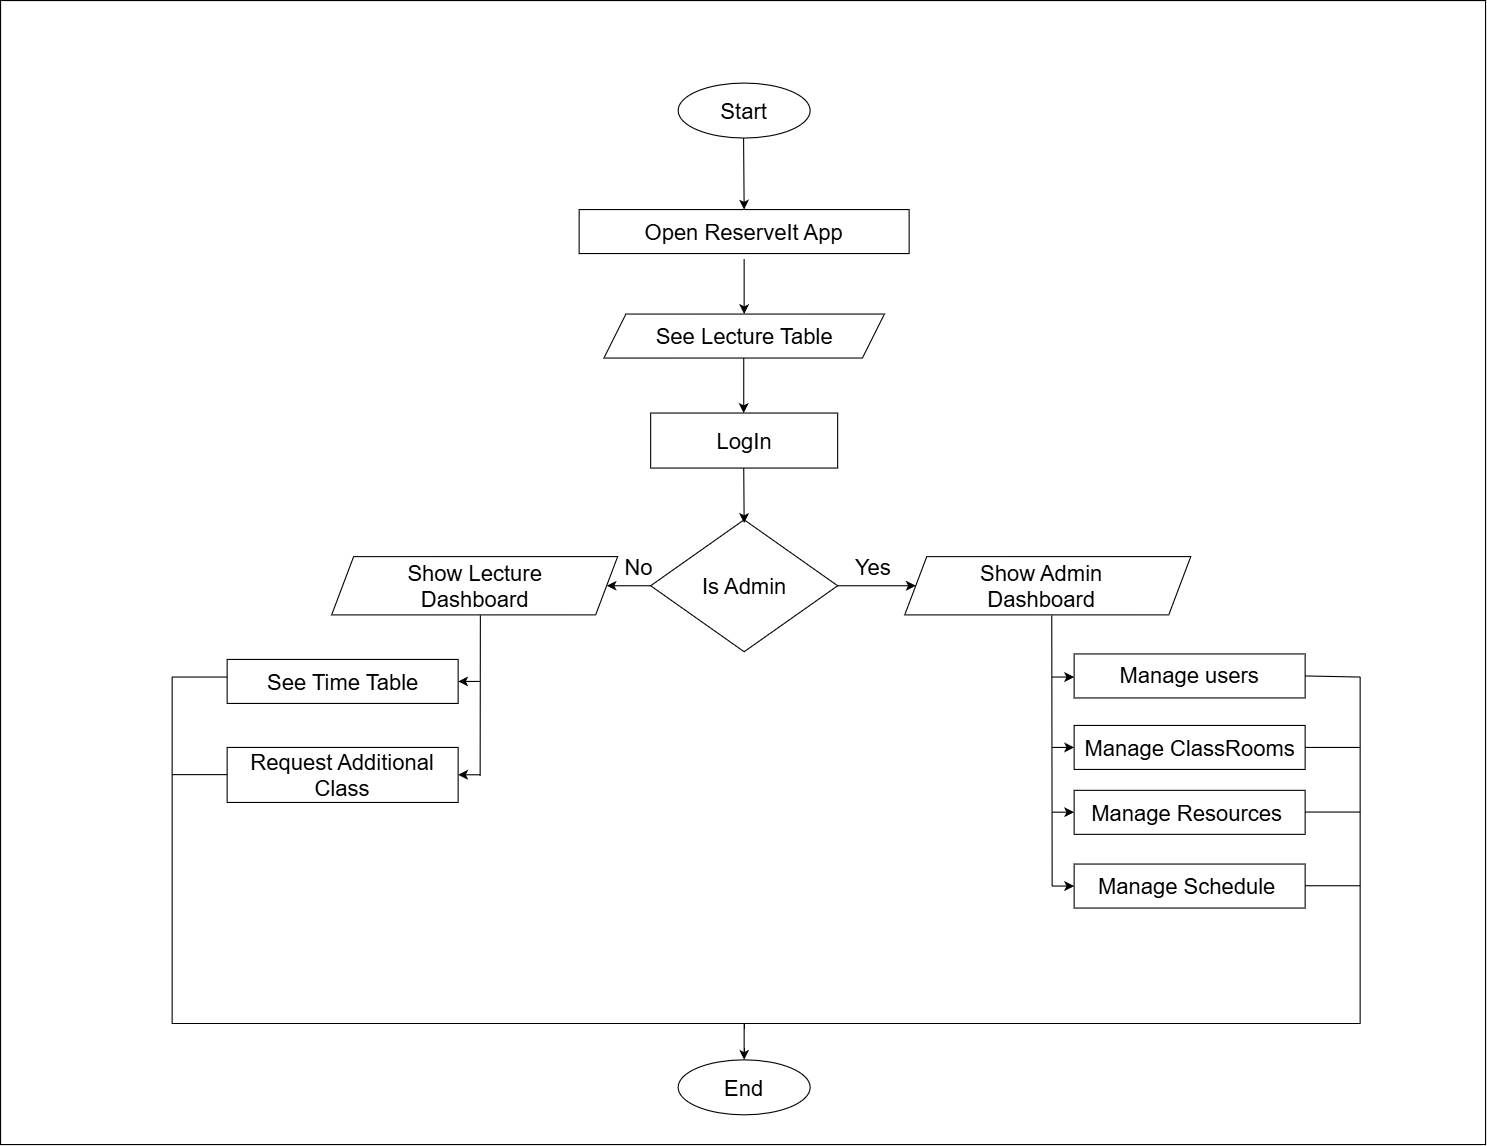 Start
Open ReserveIt App
See Lecture Table
LogIn
Is Admin
No
Yes
Show Lecture
Dashboard
Show Admin
Dashboard
See Time Table
Request Additional
Class
Manage users
Manage ClassRooms
Manage Resources
Manage Schedule
End